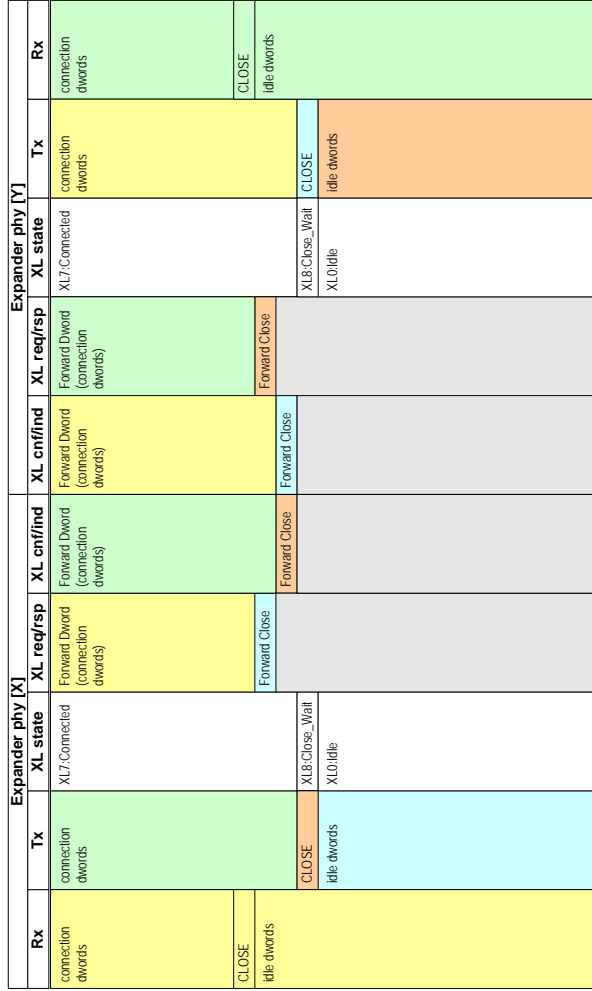 Expander phy [X]
Expander phy [Y]
Rx
Tx
XL state
XL req/rsp
XL cnf/ind
XL cnf/ind
XL req/rsp
XL state
Tx
Rx
connection
dwords
CLOSE
idle dwords
connection
dwords
CLOSE
idle dwords
XL7:Connected
XL8:Close_Wait
XL0:Idle
Forward Dword
(connection
dwords)
Forward Close
Forward Dword
(connection
dwords)
Forward Close
Forward Dword
(connection
dwords)
Forward Close
Forward Dword
(connection
dwords)
Forward Close
XL7:Connected
XL8:Close_Wait
XL0:Idle
connection
dwords
CLOSE
idle dwords
connection
dwords
CLOSE
idle dwords